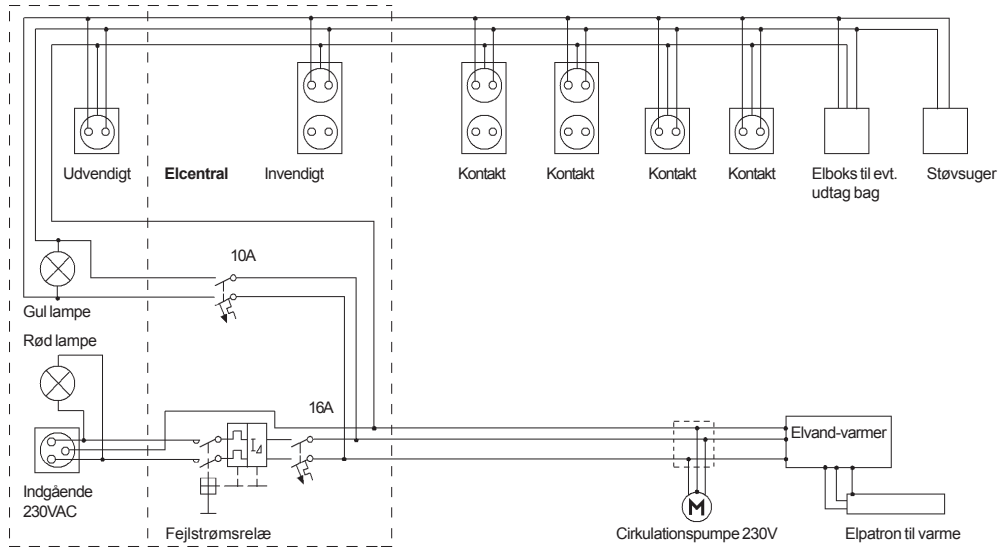 Udvendigt
Elcentral
Invendigt
Kontakt
Kontakt
Kontakt
Kontakt
Elboks til evt.
udtag bag
Støvsuger
10A
Gul lampe
Rød lampe
16A
Elvand-varmer
Indgående
230VAC
Fejlstrømsrelæ
M
Cirkulationspumpe 230V
Elpatron til varme